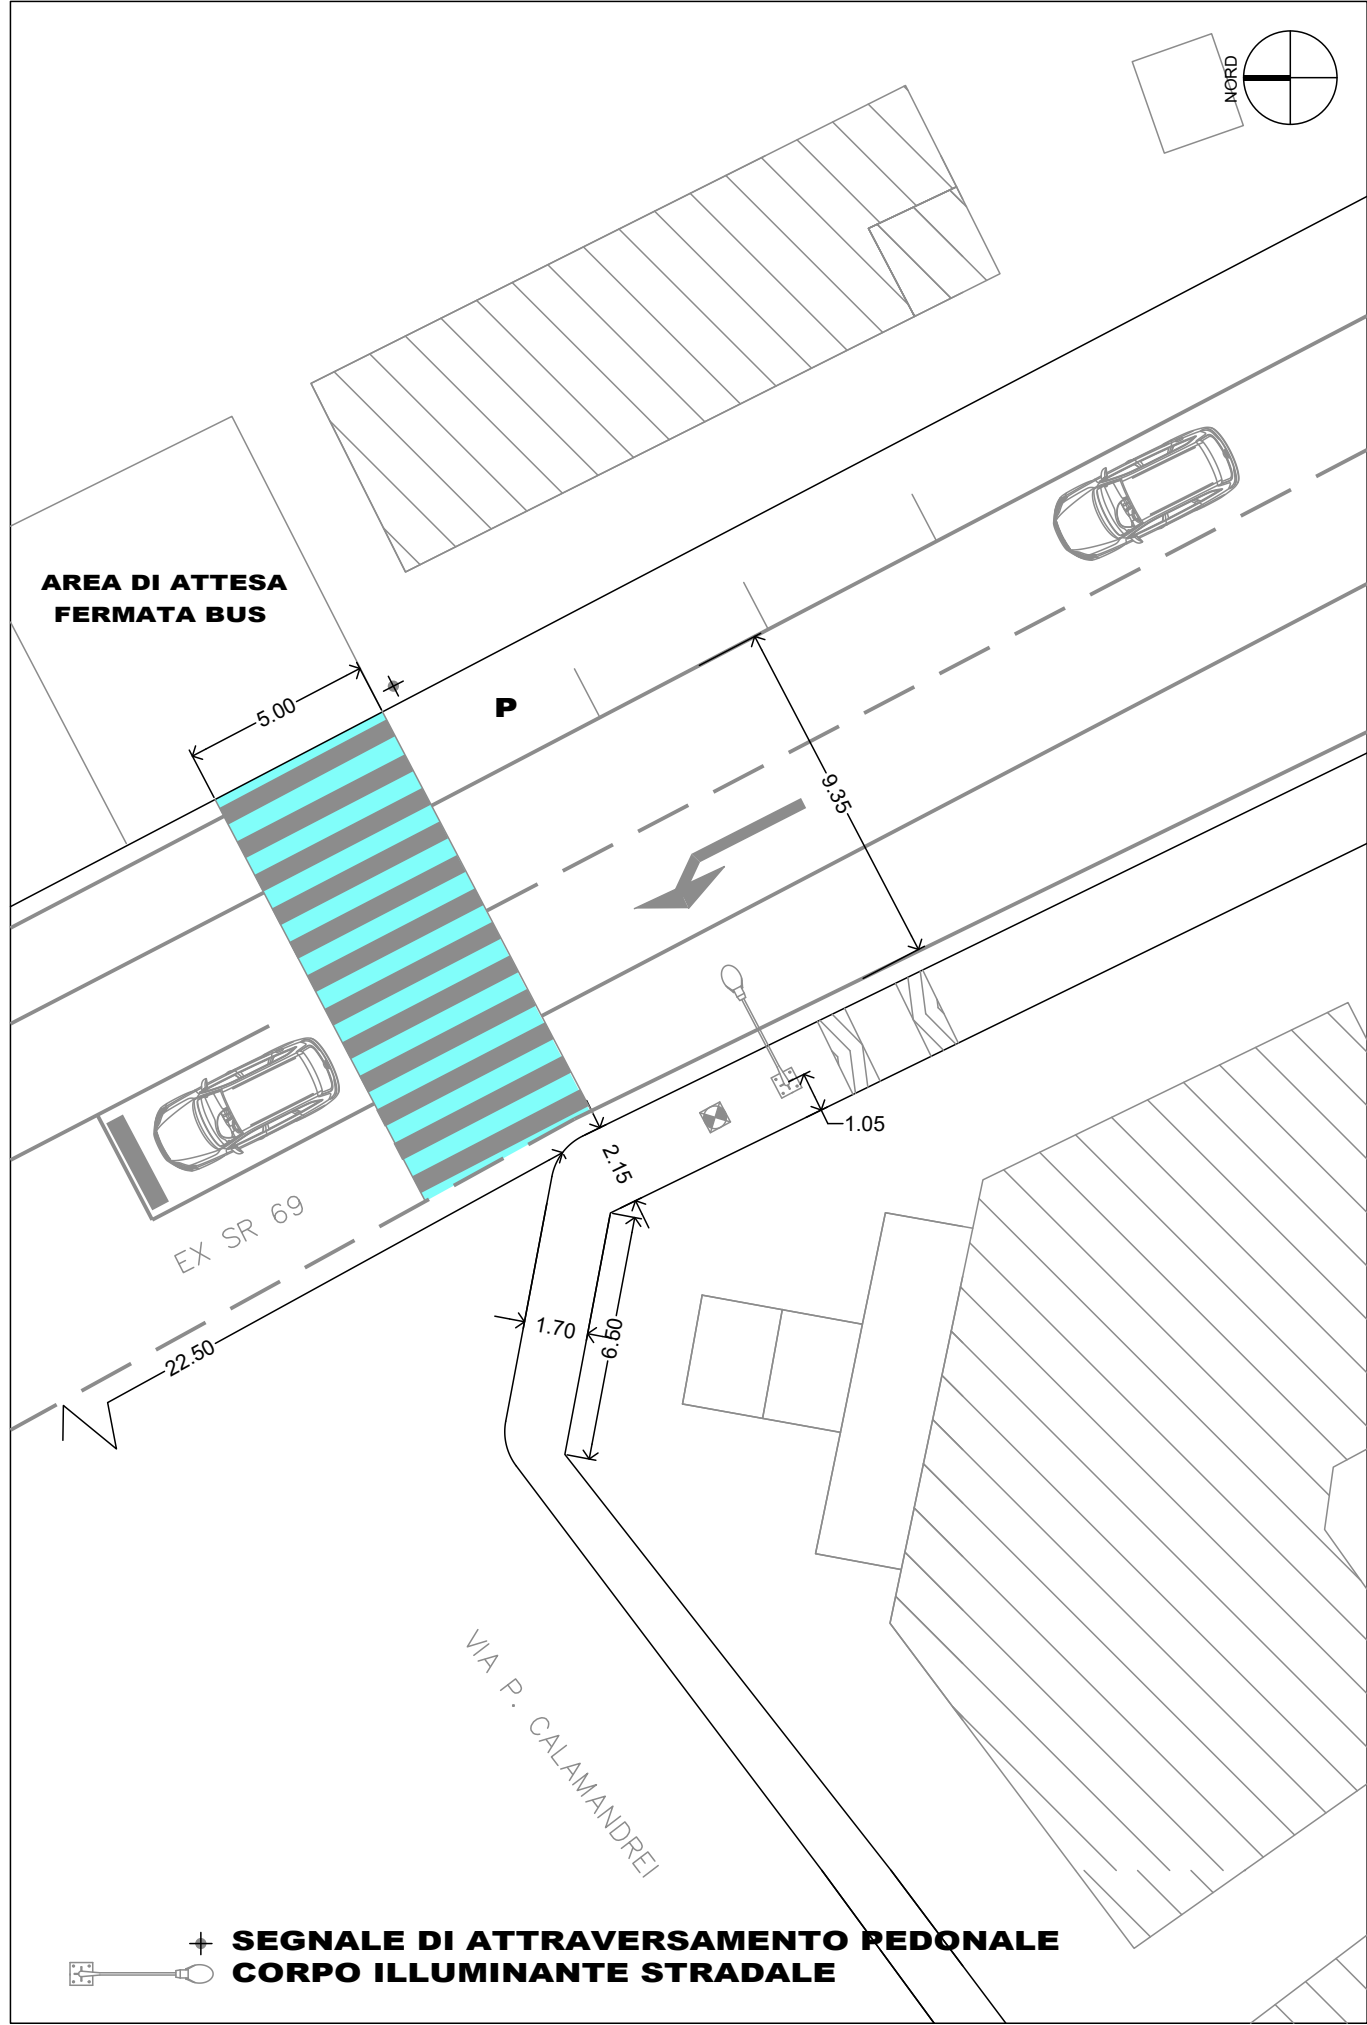 NORD
AREA DI ATTESA
FERMATA BUS
5.00
P
9.35
1.05
2.15
EX SR 69
1.70
6.50
22.50
VIA P. CALAMANDREI
SEGNALE DI ATTRAVERSAMENTO PEDONALE
CORPO ILLUMINANTE STRADALE